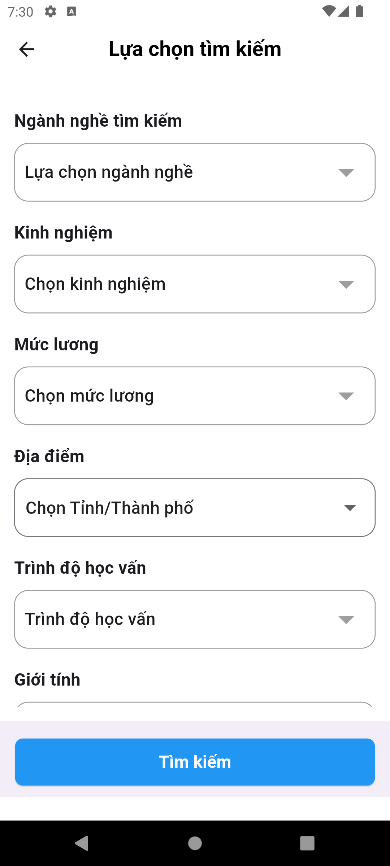 7:30
Lựa chọn tìm kiếm
Ngành nghề tìm kiếm
Lựa chọn ngành nghề
Kinh nghiệm
Chọn kinh nghiệm
Mức lương
Chọn mức lương
Địa điểm
Chọn Tỉnh/Thành phố
Trình độ học vấn
Trình độ học vấn
Giới tính
Tìm kiếm